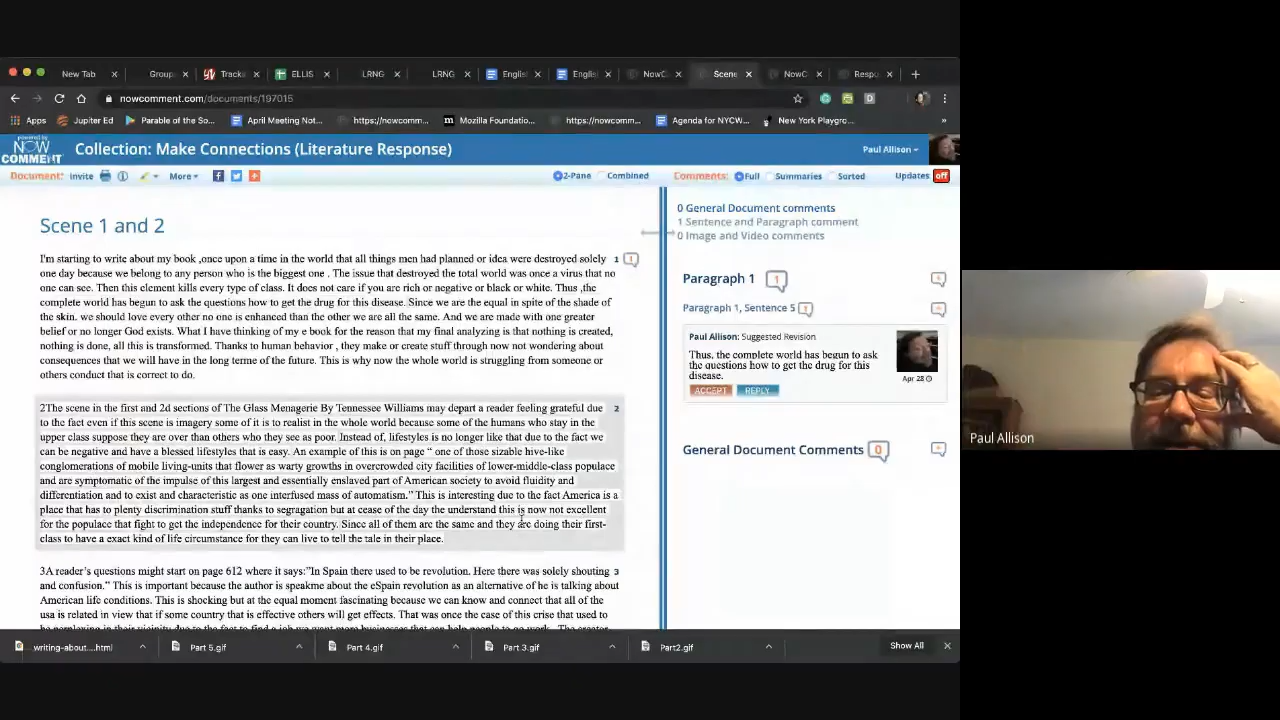 New Tab
Group
Tracks
ELLIS
LRNG
LRNG
English
English
NowC
Scene
NowC
Respo
nowcomment.com/documents/197015
Apps
Jupiter Ed
Parable of the So...
April Meeting Not...
https://nowcomm...
Mozilla Foundatio...
https://nowcomm...
Agenda for NYCW...
New York Playgro...
powered by
NOW
COMMENT
Collection: Make Connections (Literature Response)
Paul Allison
Document: invite More
2-Pane Combined
Comments: Full Summaries Sorted
Updates off
Scene 1 and 2
I'm starting to write about my book ,once upon a time in the world that all things men had planned or idea were destroyed solely 1
one day because we belong to any person who is the biggest one . The issue that destroyed the total world was once a virus that no
one can see. Then this element kills every type of class. It does not care if you are rich or negative or black or white. Thus ,the
complete world has begun to ask the questions how to get the drug for this disease. Since we are the equal in spite of the shade of
the skin. we should love every other no one is enhanced than the other we are all the same. And we are made with one greater
belief or no longer God exists. What I have thinking of my e book for the reason that my final analyzing is that nothing is created,
nothing is done, all this is transformed. Thanks to human behavior , they make or create stuff through now not wondering about
consequences that we will have in the long terme of the future. This is why now the whole world is struggling from someone or
others conduct that is correct to do.
2The scene in the first and 2d sections of The Glass Menagerie By Tennessee Williams may depart a reader feeling grateful due 2
to the fact even if this scene is imagery some of it is to realist in the whole world because some of the humans who stay in the
upper class suppose they are over than others who they see as poor. Instead of, lifestyles is no longer like that due to the fact we
can be negative and have a blessed lifestyles that is easy. An example of this is on page “ one of those sizable hive-like
conglomerations of mobile living-units that flower as warty growths in overcrowded city facilities of lower-middle-class populace
and are symptomatic of the impulse of this largest and essentially enslaved part of American society to avoid fluidity and
differentiation and to exist and characteristic as one interfused mass of automatism.” This is interesting due to the fact America is a
place that has to plenty discrimination stuff thanks to segregation but at cease of the day the understand this is now not excellent
for the populace that fight to get the independence for their country. Since all of them are the same and they are doing their first-
class to have a exact kind of life circumstance for they can live to tell the tale in their place.
3A reader's questions might start on page 612 where it says:"In Spain there used to be revolution. Here there was solely shouting 3
and confusion." This is important because the author is speakme about the eSpain revolution as an alternative of he is talking about
American life conditions. This is shocking but at the equal moment fascinating because we can know and connect that all of the
usa is related in view that if some country that is effective others will get effects. That was once the case of this crise that used to
0 General Document comments
1 Sentence and Paragraph comment
0 Image and Video comments
Paragraph 1 1
Paragraph 1, Sentence 5 1
Paul Allison: Suggested Revision
Thus, the complete world has begun to ask
the questions how to get the drug for this
disease.
ACCEPT REPLY
Apr 28
General Document Comments 0
Paul Allison
writing-about....html
Part 5.gif
Part 4.gif
Part 3.gif
Part2.gif
Show All